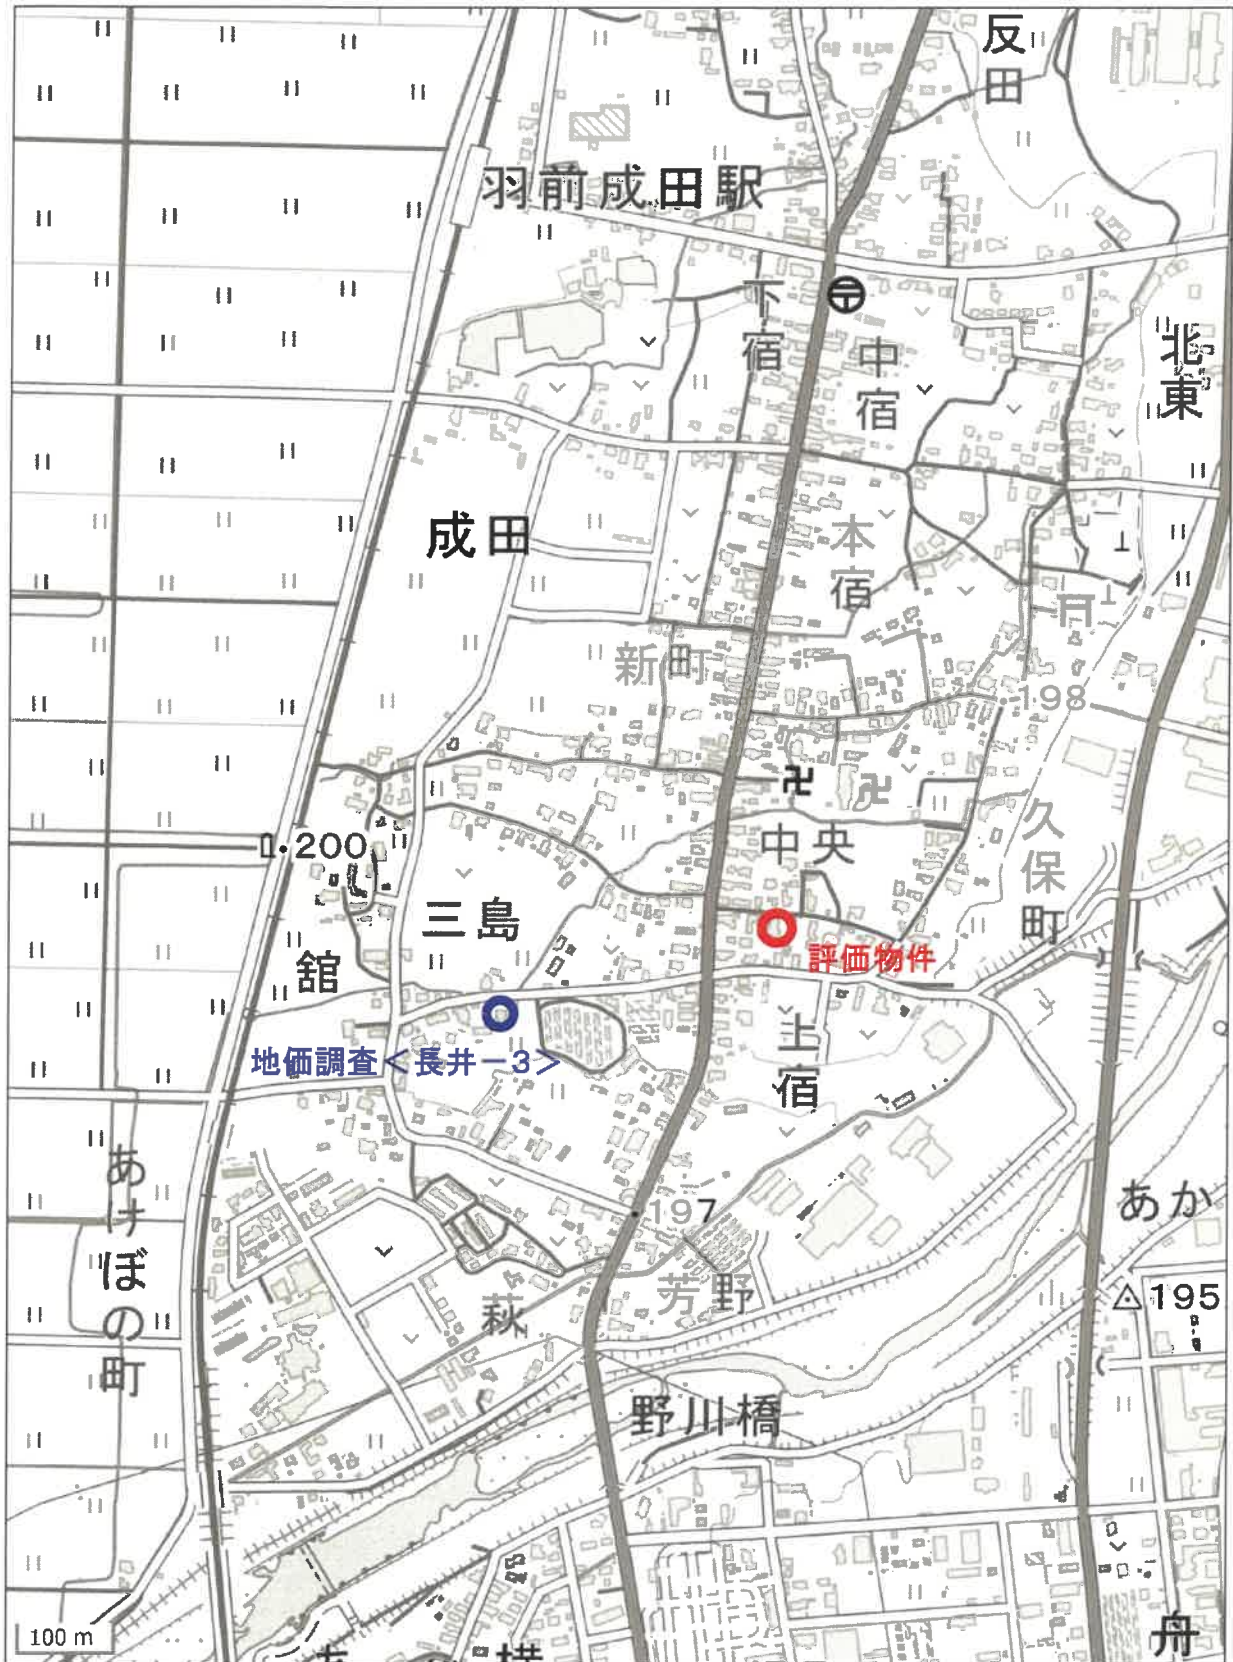 反田
羽前成田駅
下宿
中宿
北東
成田
本宿
新町
198
中央
久保町
200
三島
評価物件
舘
地価調査＜長井－3＞
上宿
あけぼの町
197
あか
萩
芳野
195
野川橋
100 m
舟